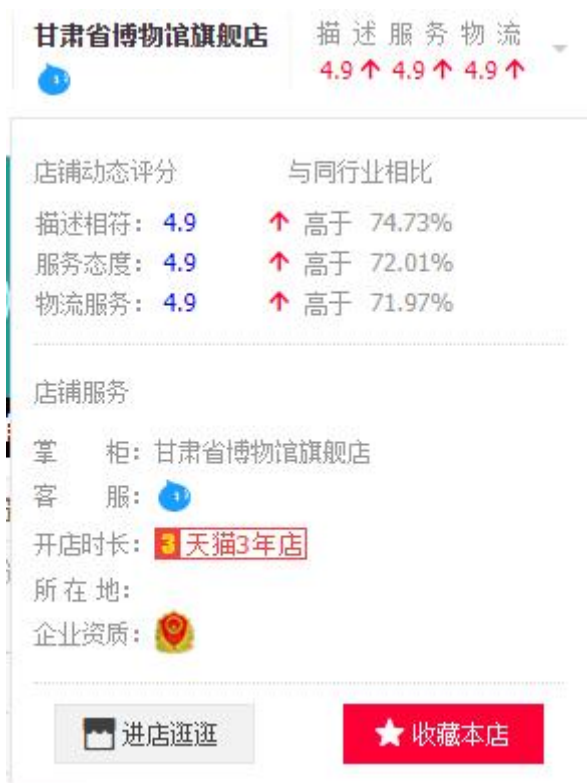 甘肃省博物馆旗舰店 描 述 服 务 物 流
4.9 4.9 4.9
店铺动态评分 与同行业相比
描述相符: 4.9 高于 74.73%
服务态度: 4.9 高于 72.01%
物流服务: 4.9 高于 71.97%
店铺服务
掌 柜: 甘肃省博物馆旗舰店
客 服:
开店时长: 3 天猫3年店
所 在 地:
企业资质:
进店逛逛 收藏本店